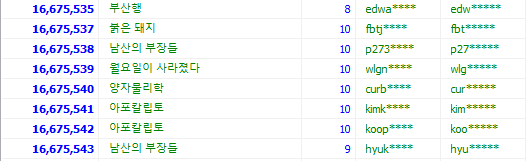 16,675,535 부산행 8 edwa**** edw*****
16,675,537 붉은 돼지 10 fbtj**** fbt*****
16,675,538 남산의 부장들 10 p273**** p27*****
16,675,539 월요일이 사라졌다 10 wlgn**** wlg*****
16,675,540 양자물리학 10 curb**** cur*****
16,675,541 아포칼립토 10 kimk**** kim*****
16,675,542 아포칼립토 10 koop**** koo*****
16,675,543 남산의 부장들 9 hyuk**** hyu*****